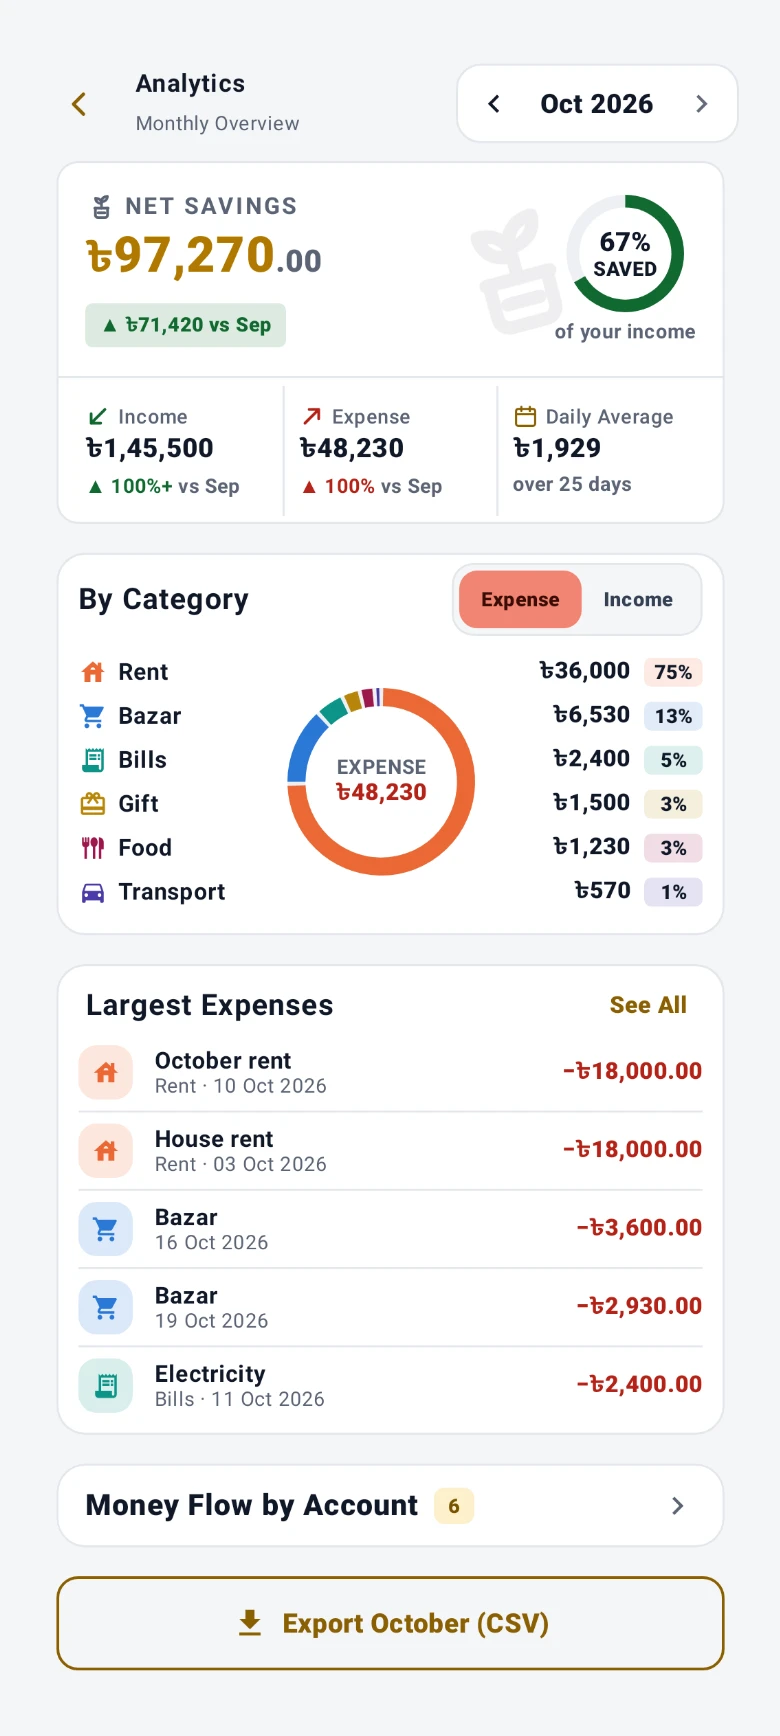 Analytics
Monthly Overview
Oct 2026
NET SAVINGS
৳97,270.00
▲ ৳71,420 vs Sep
67%
SAVED
of your income
Income
৳1,45,500
▲ 100%+ vs Sep
Expense
৳48,230
▲ 100% vs Sep
Daily Average
৳1,929
over 25 days
By Category
Expense Income
Rent ৳36,000 75%
Bazar ৳6,530 13%
Bills ৳2,400 5%
Gift ৳1,500 3%
Food ৳1,230 3%
Transport ৳570 1%
EXPENSE
৳48,230
Largest Expenses See All
October rent
Rent · 10 Oct 2026
−৳18,000.00
House rent
Rent · 03 Oct 2026
−৳18,000.00
Bazar
16 Oct 2026
−৳3,600.00
Bazar
19 Oct 2026
−৳2,930.00
Electricity
Bills · 11 Oct 2026
−৳2,400.00
Money Flow by Account 6
Export October (CSV)